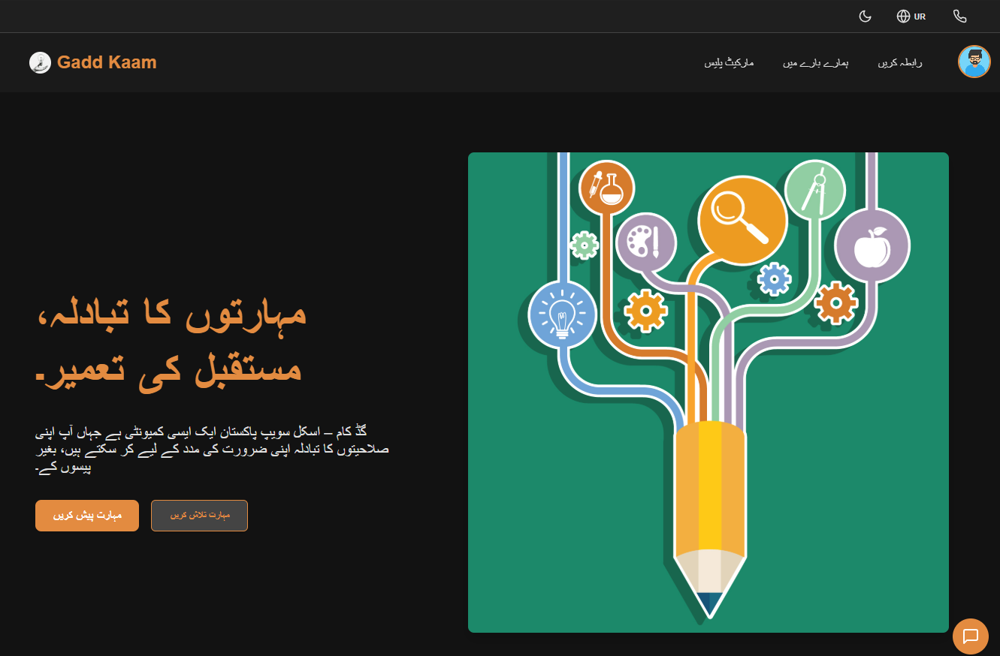 UR
Gadd Kaam
مارکیٹ پلیس
ہمارے بارے میں
رابطہ کریں
مہارتوں کا تبادلہ،
مستقبل کی تعمیر۔
گڈ کام – اسکل سویپ پاکستان ایک ایسی کمیونٹی ہے جہاں آپ اپنی
صلاحیتوں کا تبادلہ اپنی ضرورت کی مدد کے لیے کر سکتے ہیں، بغیر
پیسوں کے۔
مہارت پیش کریں
مہارت تلاش کریں